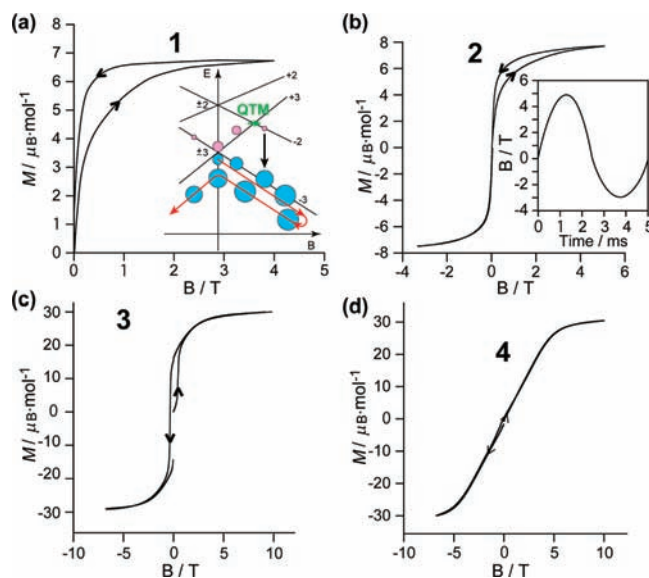 (a)
1
M / μB·mol⁻¹
8
7
6
5
4
3
2
1
0
0 1 2 3 4 5
B / T
E
+2
±2
+3
QTM
-2
±3
-3
B
(b)
2
M / μB·mol⁻¹
8
6
4
2
0
-2
-4
-6
-8
-4 -2 0 2 4 6
B / T
B / T
6
4
2
0
-2
-4
0 1 2 3 4 5
Time / ms
(c)
3
M / μB·mol⁻¹
30
20
10
0
-10
-20
-30
-10 -5 0 5 10
B / T
(d)
4
M / μB·mol⁻¹
30
20
10
0
-10
-20
-30
-10 -5 0 5 10
B / T